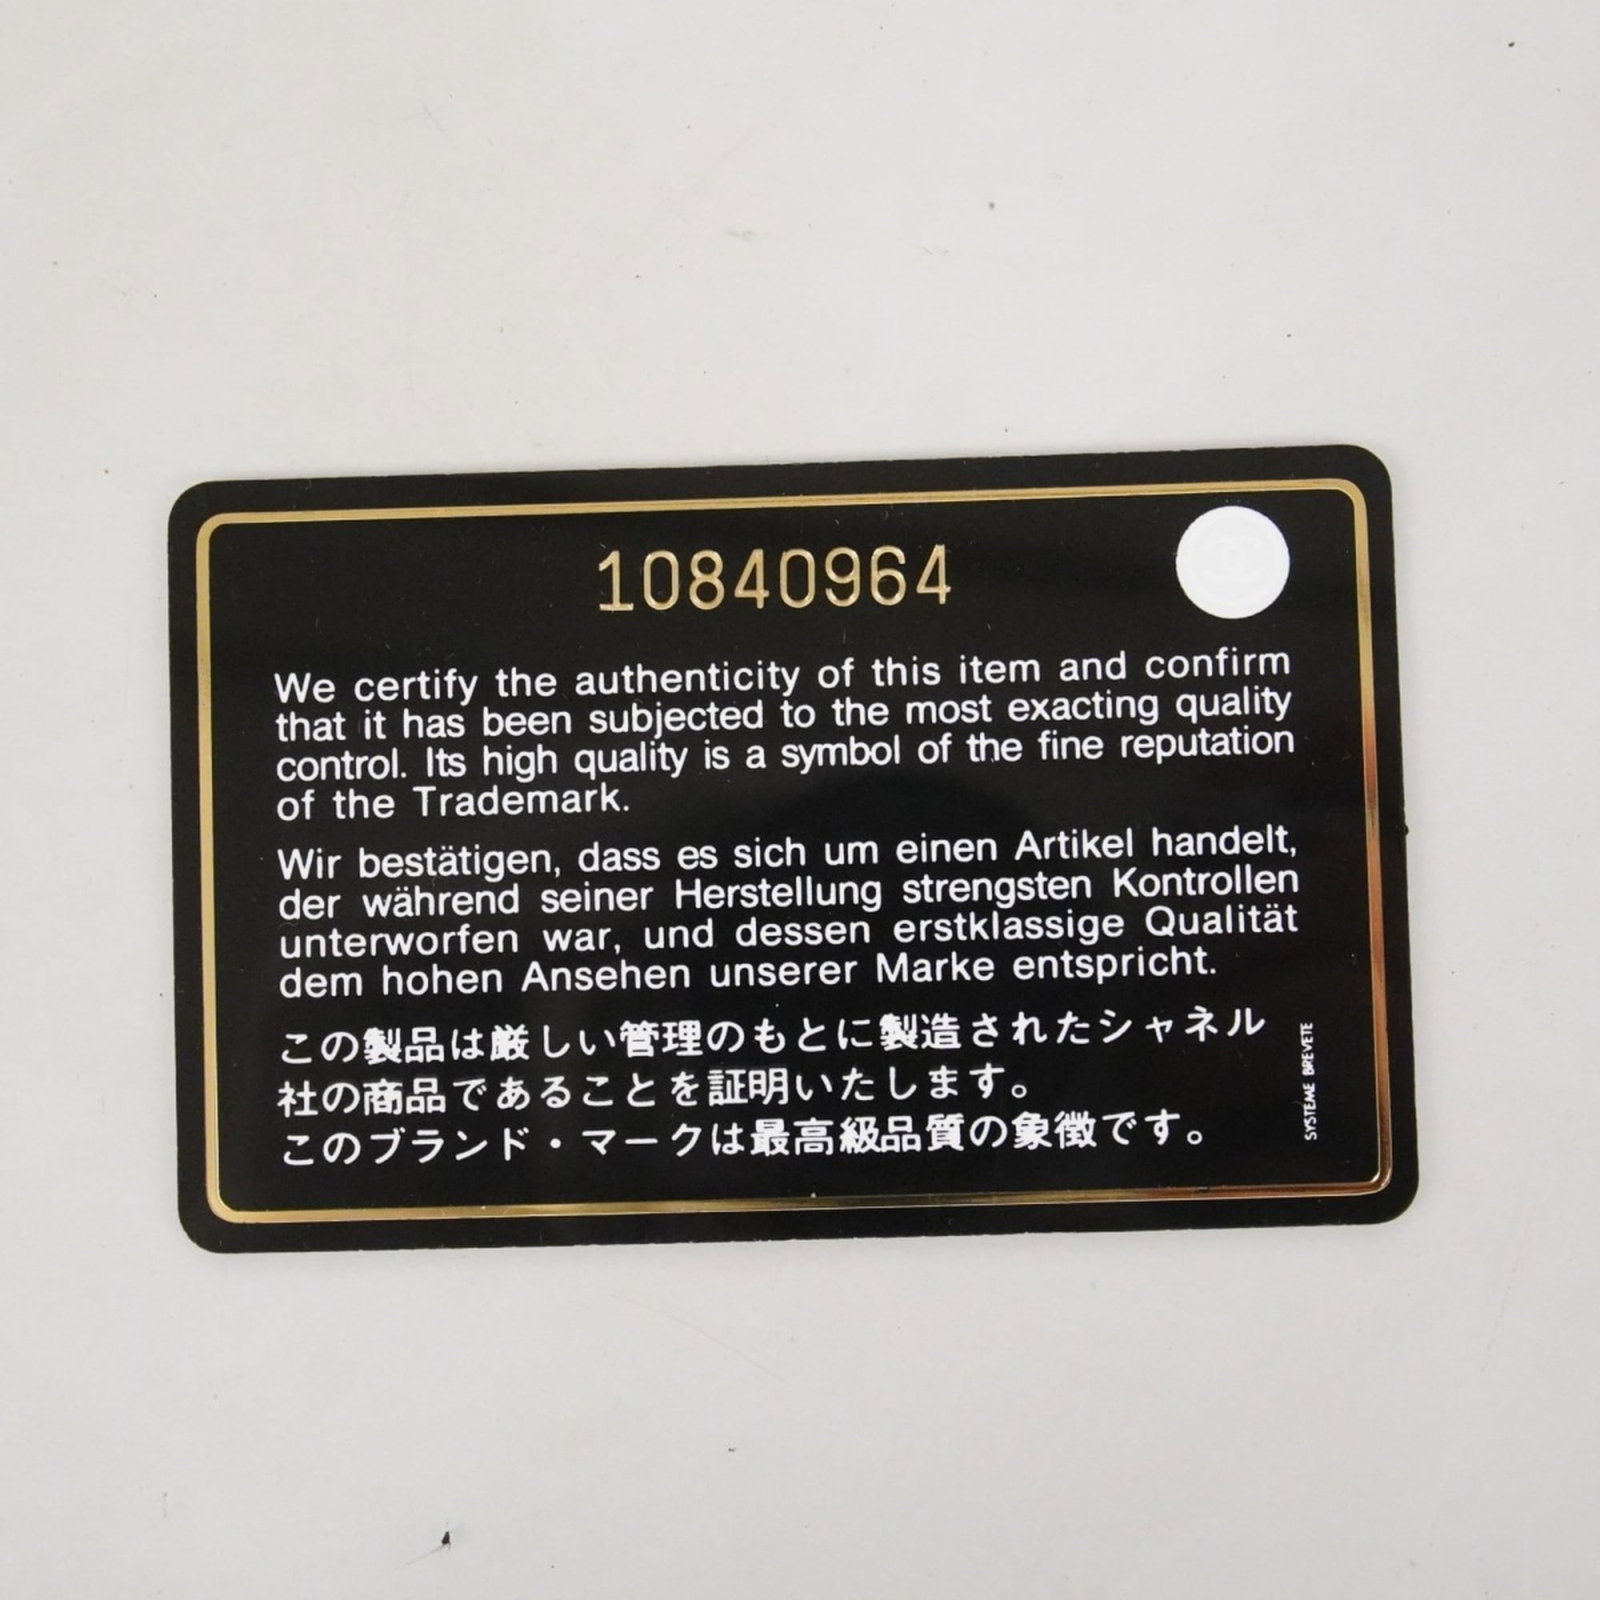 10840964
We certify the authenticity of this item and confirm
that it has been subjected to the most exacting quality
control. Its high quality is a symbol of the fine reputation
of the Trademark.
Wir bestätigen, dass es sich um einen Artikel handelt,
der während seiner Herstellung strengsten Kontrollen
unterworfen war, und dessen erstklassige Qualität
dem hohen Ansehen unserer Marke entspricht.
この製品は厳しい管理のもとに製造されたシャネル
社の商品であることを証明いたします。
このブランド・マークは最高級品質の象徴です。
SYSTEME BREVETE